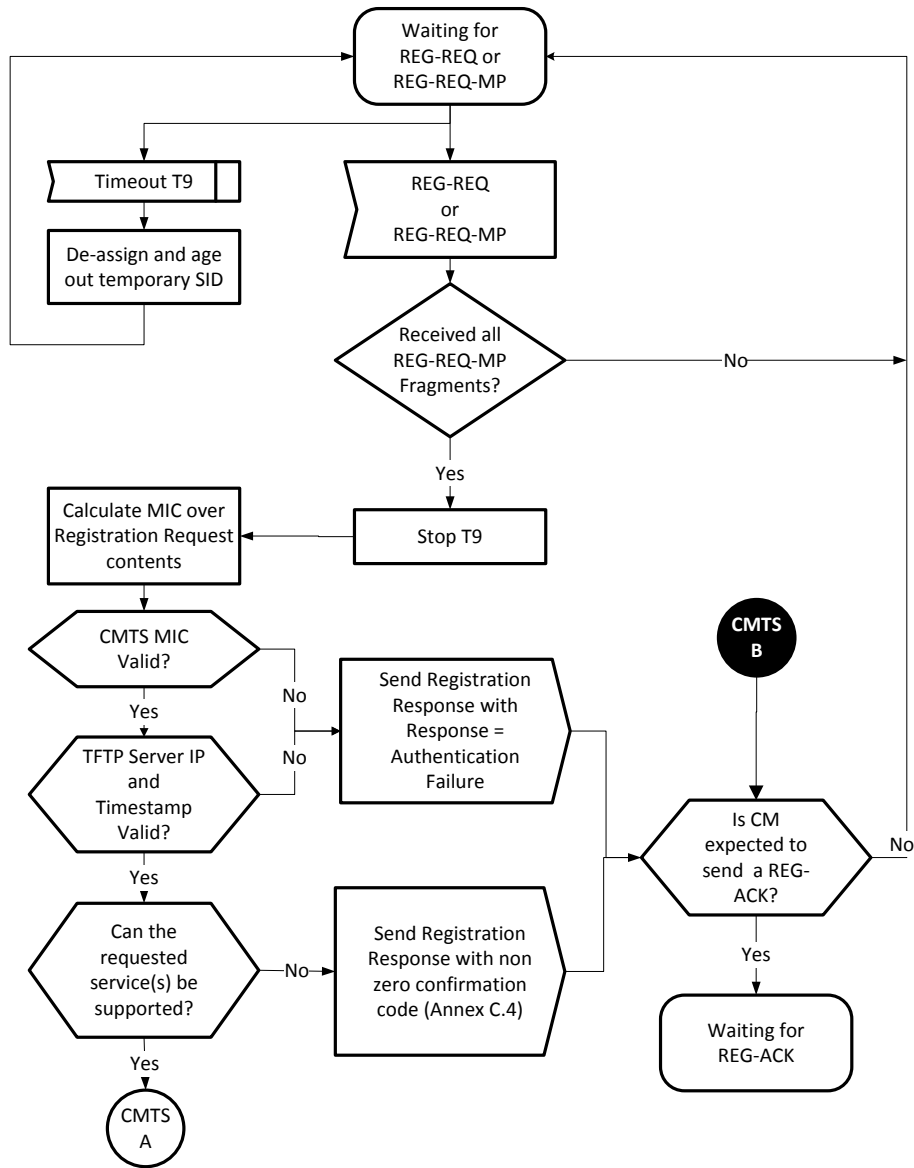 Waiting for
REG-REQ or
REG-REQ-MP
Timeout T9
De-assign and age
out temporary SID
REG-REQ
or
REG-REQ-MP
Received all
REG-REQ-MP
Fragments?
No
Yes
Stop T9
Calculate MIC over
Registration Request
contents
CMTS MIC
Valid?
No
Yes
TFTP Server IP
and
Timestamp
Valid?
No
Yes
Send Registration
Response with
Response =
Authentication
Failure
Can the
requested
service(s) be
supported?
No
Yes
Send Registration
Response with non
zero confirmation
code (Annex C.4)
CMTS
A
CMTS
B
Is CM
expected to
send a REG-
ACK?
No
Yes
Waiting for
REG-ACK